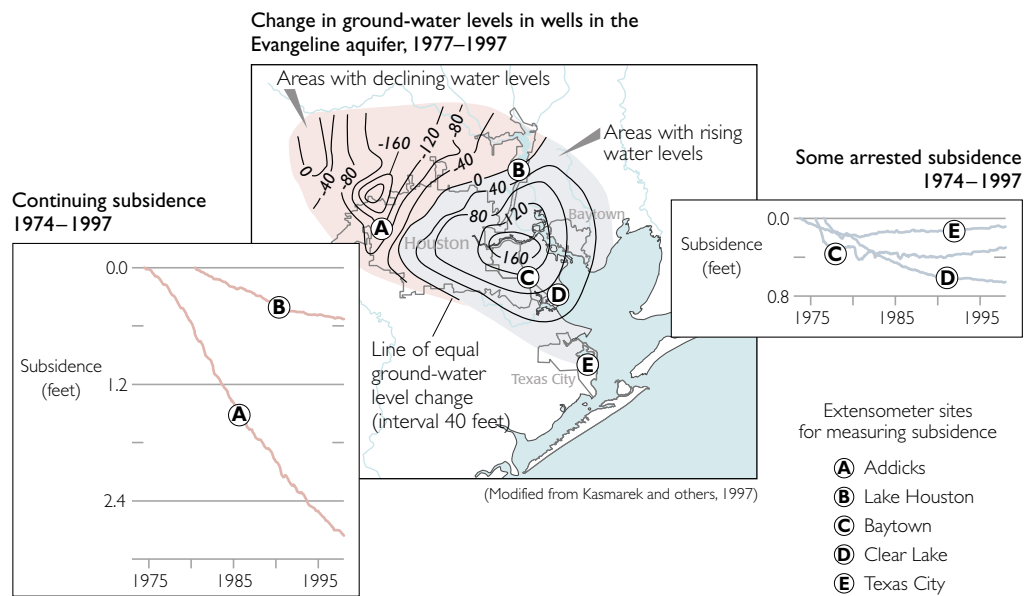 Change in ground-water levels in wells in the
Evangeline aquifer, 1977–1997
Areas with declining water levels
Areas with rising
water levels
0
-40
-80
-160
-120
-80
-40
0
40
80
120
160
Houston
Baytown
Texas City
A
B
C
D
E
Line of equal
ground-water
level change
(interval 40 feet)
(Modified from Kasmarek and others, 1997)
Continuing subsidence
1974–1997
Subsidence
(feet)
0.0
1.2
2.4
B
A
1975
1985
1995
Some arrested subsidence
1974–1997
Subsidence
(feet)
0.0
0.8
E
C
D
1975
1985
1995
Extensometer sites
for measuring subsidence
A Addicks
B Lake Houston
C Baytown
D Clear Lake
E Texas City